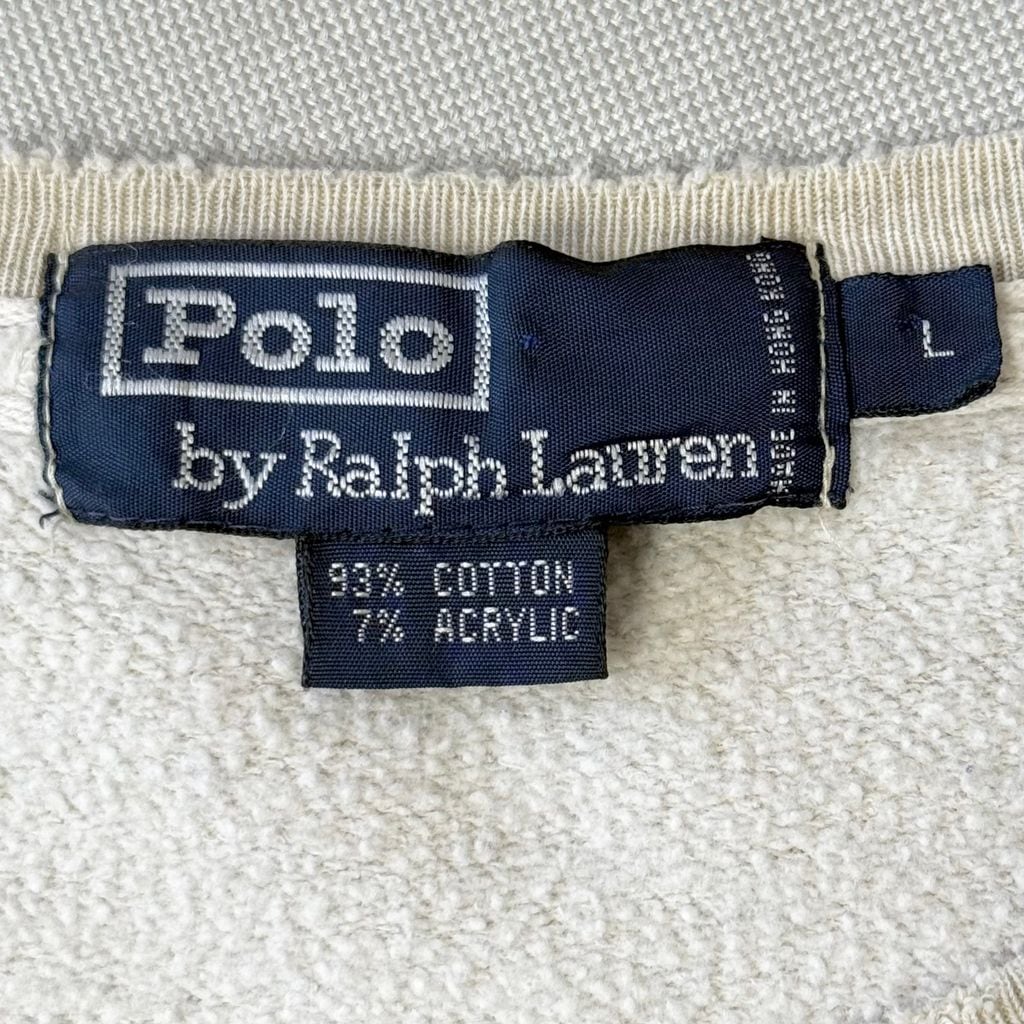 Polo
by Ralph Lauren
MADE IN HONG KONG
L
93% COTTON
7% ACRYLIC